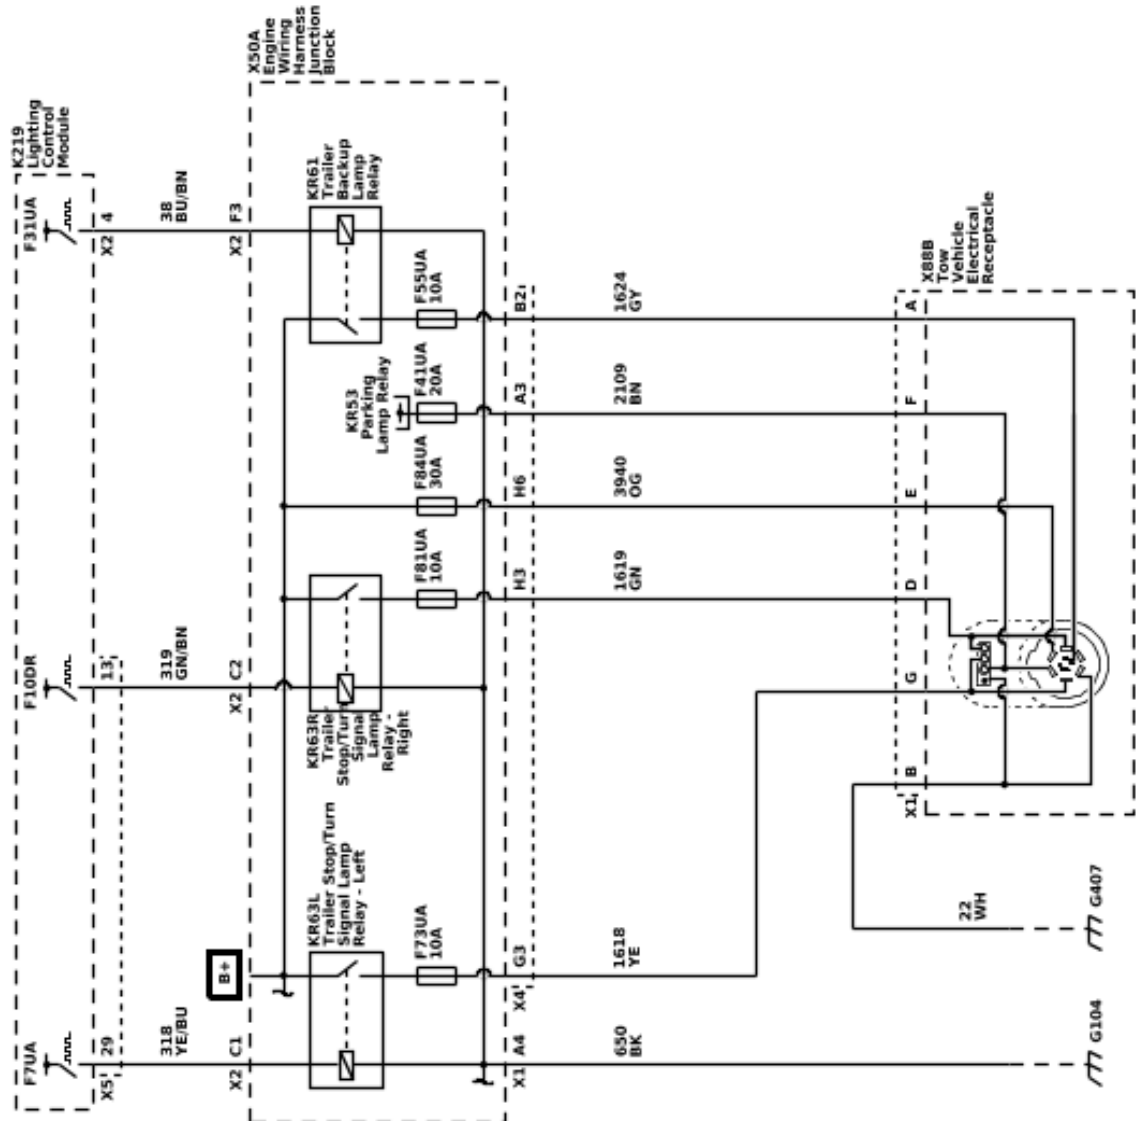 K219
Lighting
Control
Module
F31UA
X2 4
38
BU/BN
X2 F3
F10DR
13
319
GN/BN
X2 C2
F7UA
X5 29
318
YE/BU
X2 C1
X50A
Engine
Wiring
Harness
Junction
Block
KR61
Trailer
Backup
Lamp
Relay
F55UA
10A
KR53
Parking
Lamp Relay
F41UA
20A
F84UA
30A
F81UA
10A
KR63R
Trailer
Stop/Turn
Signal
Lamp
Relay -
Right
B+
KR63L
Trailer Stop/Turn
Signal Lamp
Relay - Left
F73UA
10A
B2
A3
H6
H3
X4 G3
X1 A4
1624
GY
2109
BN
3940
OG
1619
GN
1618
YE
650
BK
X88B
Tow
Vehicle
Electrical
Receptacle
A
F
E
D
G
X1 B
22
WH
G407
G104